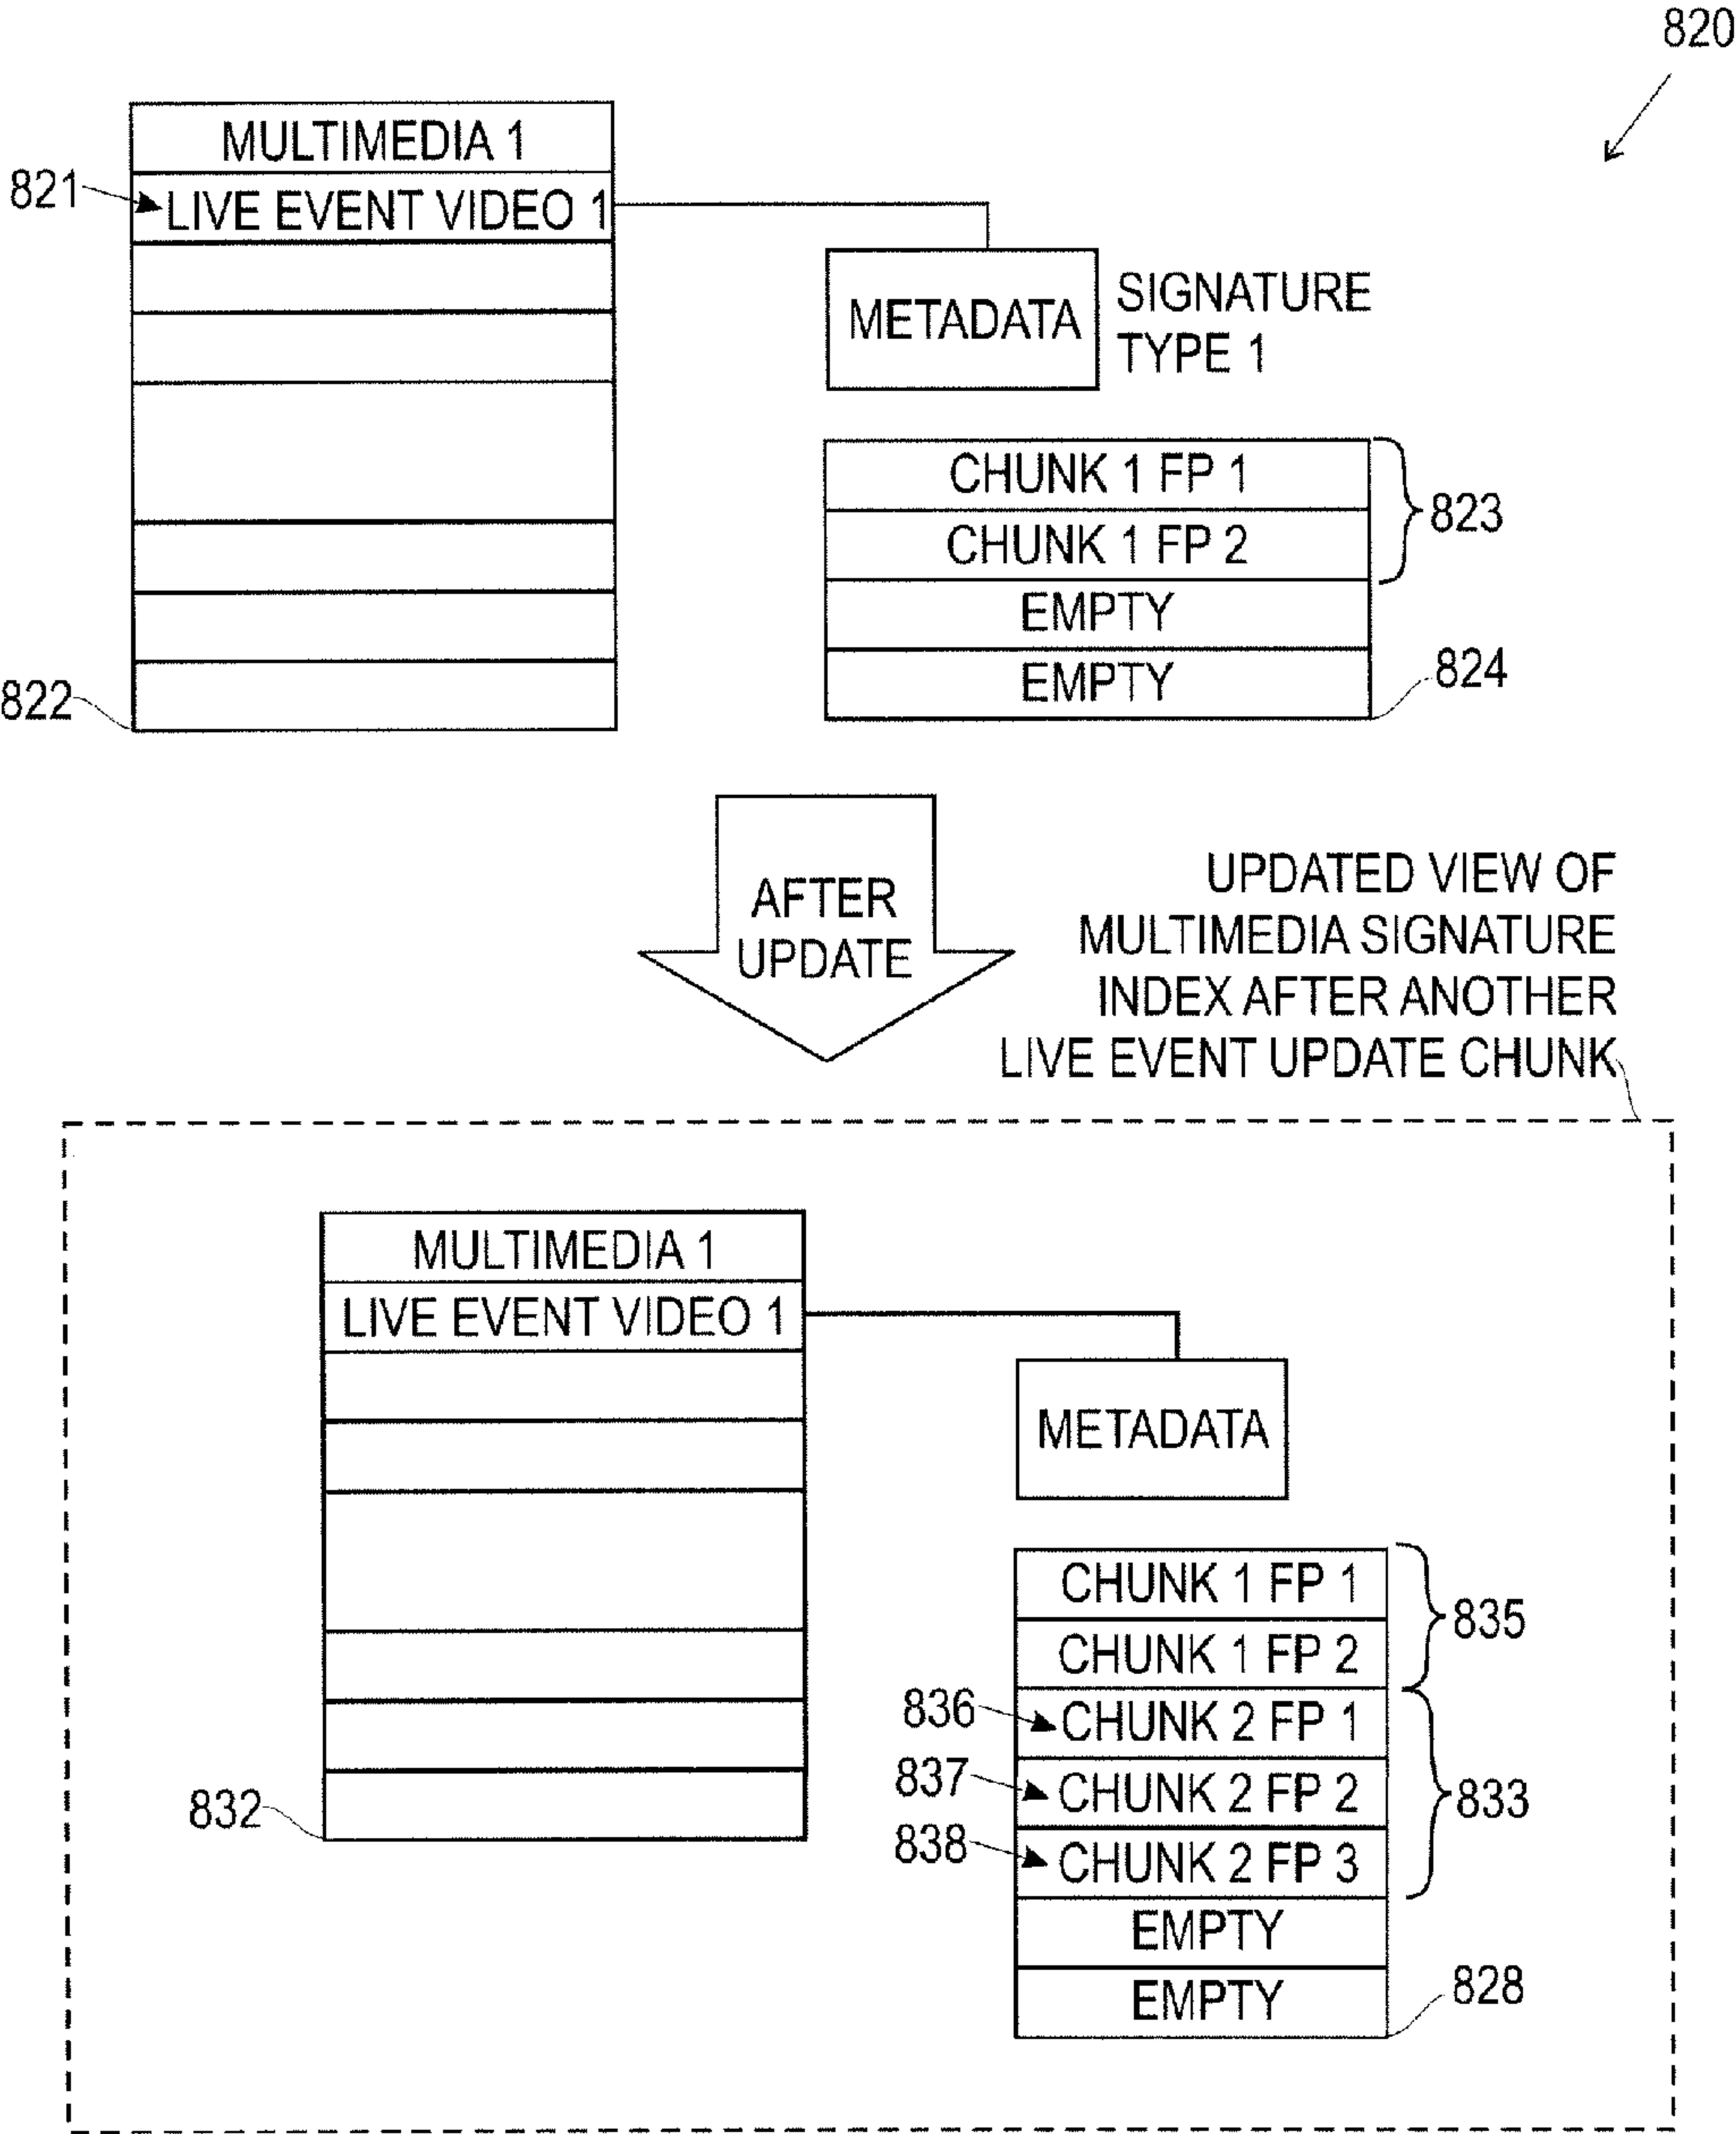 820
MULTIMEDIA 1
821
LIVE EVENT VIDEO 1
METADATA
SIGNATURE
TYPE 1
CHUNK 1 FP 1
CHUNK 1 FP 2
823
EMPTY
EMPTY
822
824
AFTER
UPDATE
UPDATED VIEW OF
MULTIMEDIA SIGNATURE
INDEX AFTER ANOTHER
LIVE EVENT UPDATE CHUNK
MULTIMEDIA 1
LIVE EVENT VIDEO 1
METADATA
CHUNK 1 FP 1
CHUNK 1 FP 2
835
836
CHUNK 2 FP 1
837
CHUNK 2 FP 2
833
838
CHUNK 2 FP 3
832
EMPTY
EMPTY
828